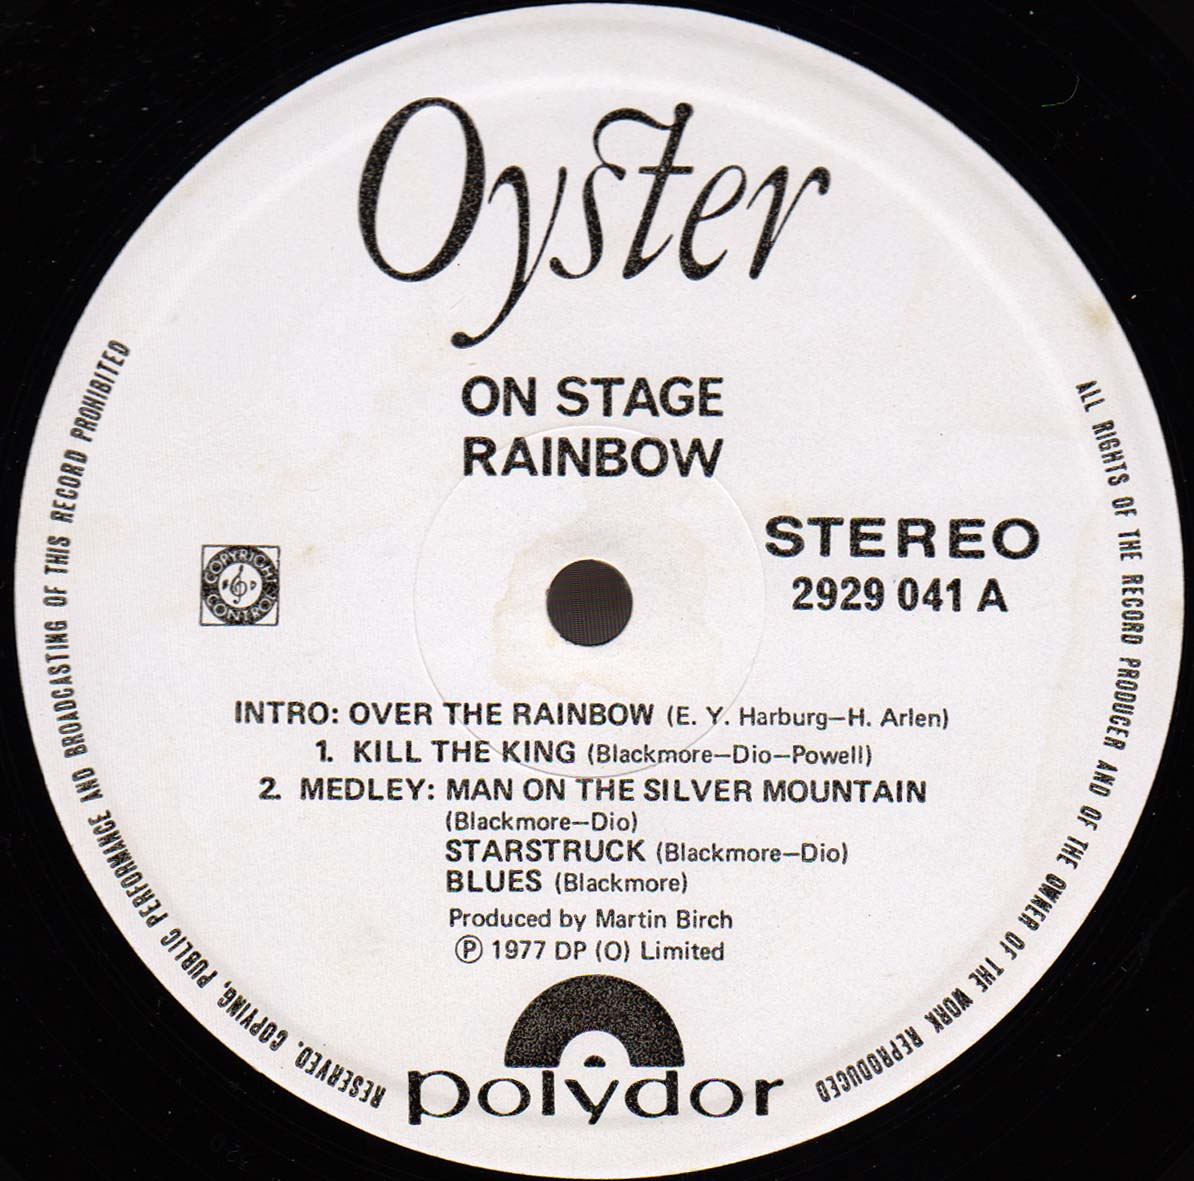 Oyster
ON STAGE
RAINBOW
STEREO
2929 041 A
COPYRIGHT
CONTROL
INTRO: OVER THE RAINBOW (E. Y. Harburg—H. Arlen)
1. KILL THE KING (Blackmore—Dio—Powell)
2. MEDLEY: MAN ON THE SILVER MOUNTAIN
(Blackmore—Dio)
STARSTRUCK (Blackmore—Dio)
BLUES (Blackmore)
Produced by Martin Birch
℗ 1977 DP (O) Limited
polydor
ALL RIGHTS OF THE RECORD PRODUCER AND OF THE OWNER OF THE WORK REPRODUCED
RESERVED. COPYING, PUBLIC PERFORMANCE AND BROADCASTING OF THIS RECORD PROHIBITED